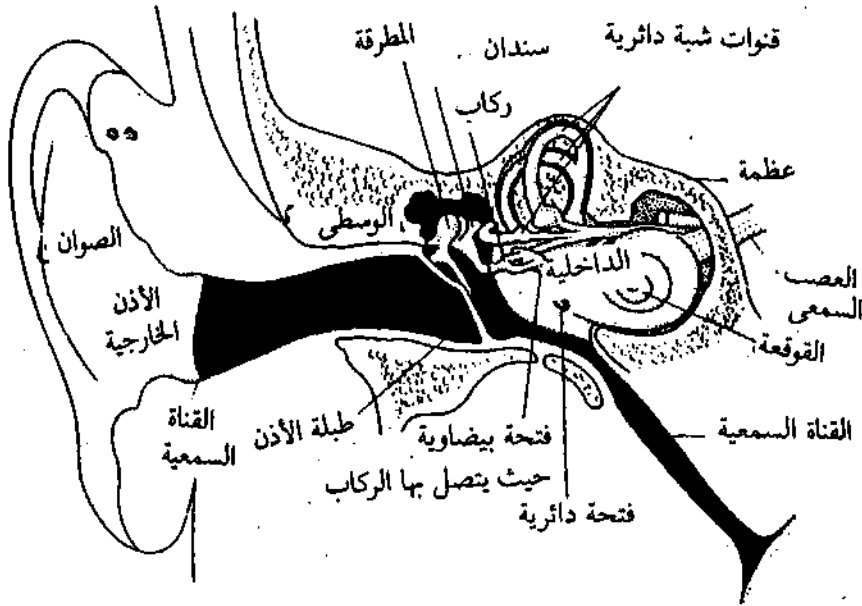 قنوات شبة دائرية
سندان
المطرقة
ركاب
عظمة
الوسطى
الصوان
الداخلية
العصب
السمعى
الأذن
الخارجية
القوقعة
القناة
السمعية
طبلة الأذن
فتحة بيضاوية
حيث يتصل بها الركاب
القناة السمعية
فتحة دائرية